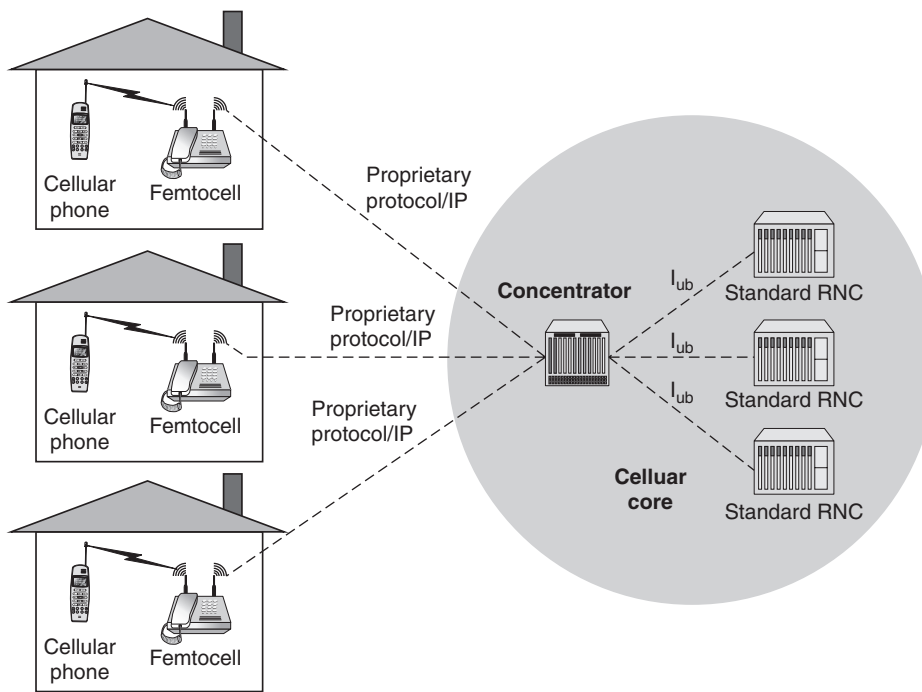 Cellular
phone
Femtocell
Proprietary
protocol/IP
Cellular
phone
Femtocell
Proprietary
protocol/IP
Cellular
phone
Femtocell
Proprietary
protocol/IP
Concentrator
Iub
Standard RNC
Iub
Standard RNC
Iub
Standard RNC
Celluar
core